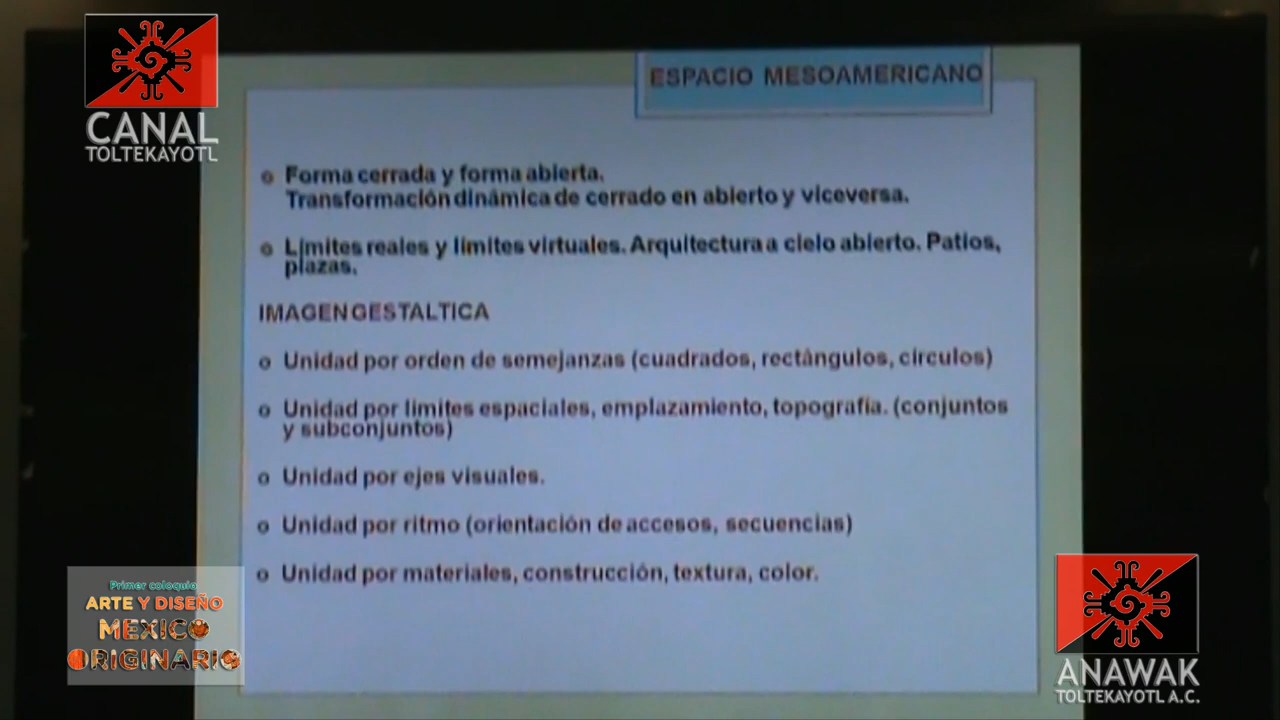 CANAL
TOLTEKAYOTL
ESPACIO MESOAMERICANO
Forma cerrada y forma abierta.
Transformación dinámica de cerrado en abierto y viceversa.
Límites reales y límites virtuales. Arquitectura a cielo abierto. Patios,
plazas.
IMAGEN GESTALTICA
Unidad por orden de semejanzas (cuadrados, rectángulos, círculos)
Unidad por límites espaciales, emplazamiento, topografía. (conjuntos
y subconjuntos)
Unidad por ejes visuales.
Unidad por ritmo (orientación de accesos, secuencias)
Unidad por materiales, construcción, textura, color.
Primer coloquio
ARTE Y DISEÑO
MEXICO
ORIGINARIO
ANAWAK
TOLTEKAYOTL A.C.